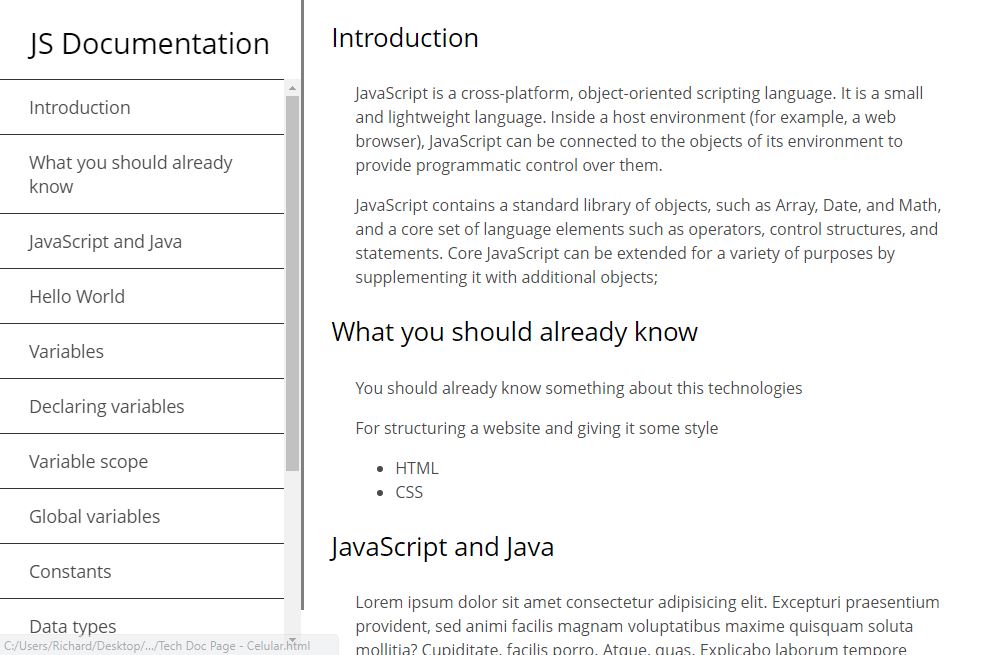 JS Documentation
Introduction
What you should already
know
JavaScript and Java
Hello World
Variables
Declaring variables
Variable scope
Global variables
Constants
Data types
C:/Users/Richard/Desktop/.../Tech Doc Page - Celular.html
Introduction
JavaScript is a cross-platform, object-oriented scripting language. It is a small
and lightweight language. Inside a host environment (for example, a web
browser), JavaScript can be connected to the objects of its environment to
provide programmatic control over them.
JavaScript contains a standard library of objects, such as Array, Date, and Math,
and a core set of language elements such as operators, control structures, and
statements. Core JavaScript can be extended for a variety of purposes by
supplementing it with additional objects;
What you should already know
You should already know something about this technologies
For structuring a website and giving it some style
HTML
CSS
JavaScript and Java
Lorem ipsum dolor sit amet consectetur adipisicing elit. Excepturi praesentium
provident, sed animi facilis magnam voluptatibus maxime quisquam soluta
mollitia? Cupiditate, facilis porro. Atque, quas. Explicabo laborum tempore